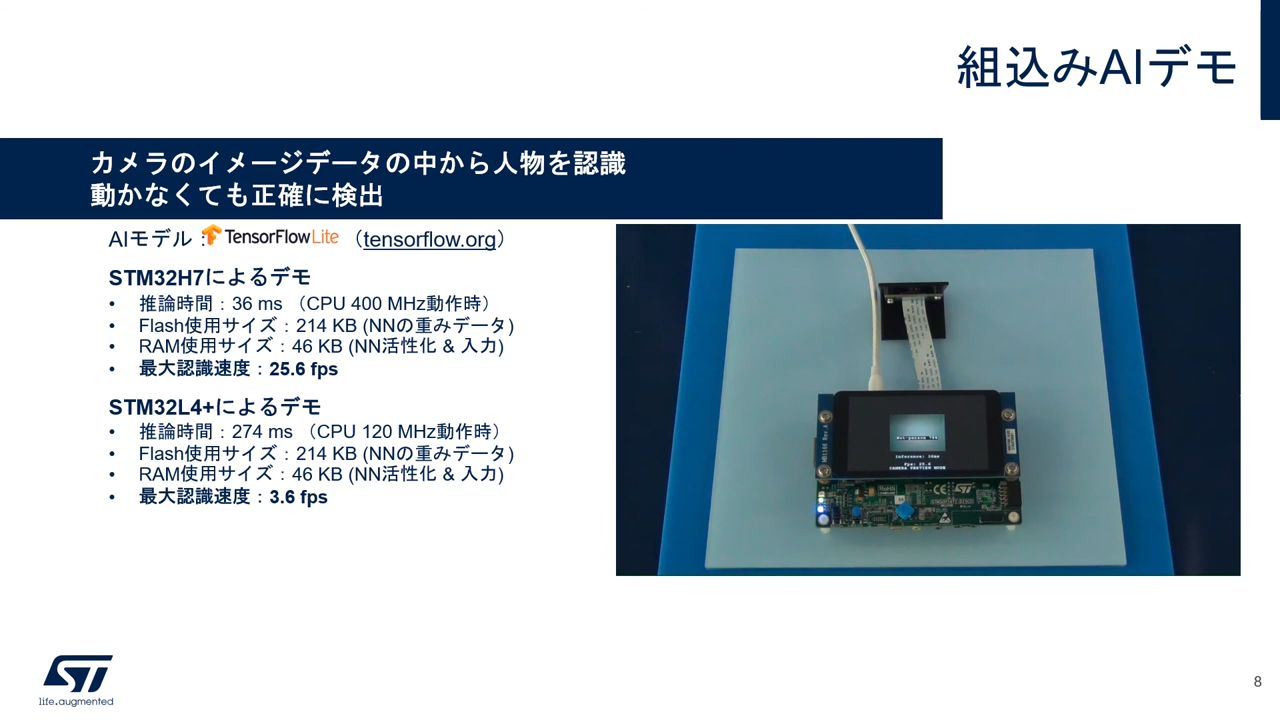 組込みAIデモ
カメラのイメージデータの中から人物を認識
動かなくても正確に検出
AIモデル : TensorFlow Lite （tensorflow.org）
STM32H7によるデモ
• 推論時間：36 ms （CPU 400 MHz動作時）
• Flash使用サイズ：214 KB (NNの重みデータ)
• RAM使用サイズ：46 KB (NN活性化 & 入力)
• 最大認識速度：25.6 fps
STM32L4+によるデモ
• 推論時間：274 ms （CPU 120 MHz動作時）
• Flash使用サイズ：214 KB (NNの重みデータ)
• RAM使用サイズ：46 KB (NN活性化 & 入力)
• 最大認識速度：3.6 fps
CAMERA PREVIEW MODE
RoHS
CE
ST
ST
life.augmented
8